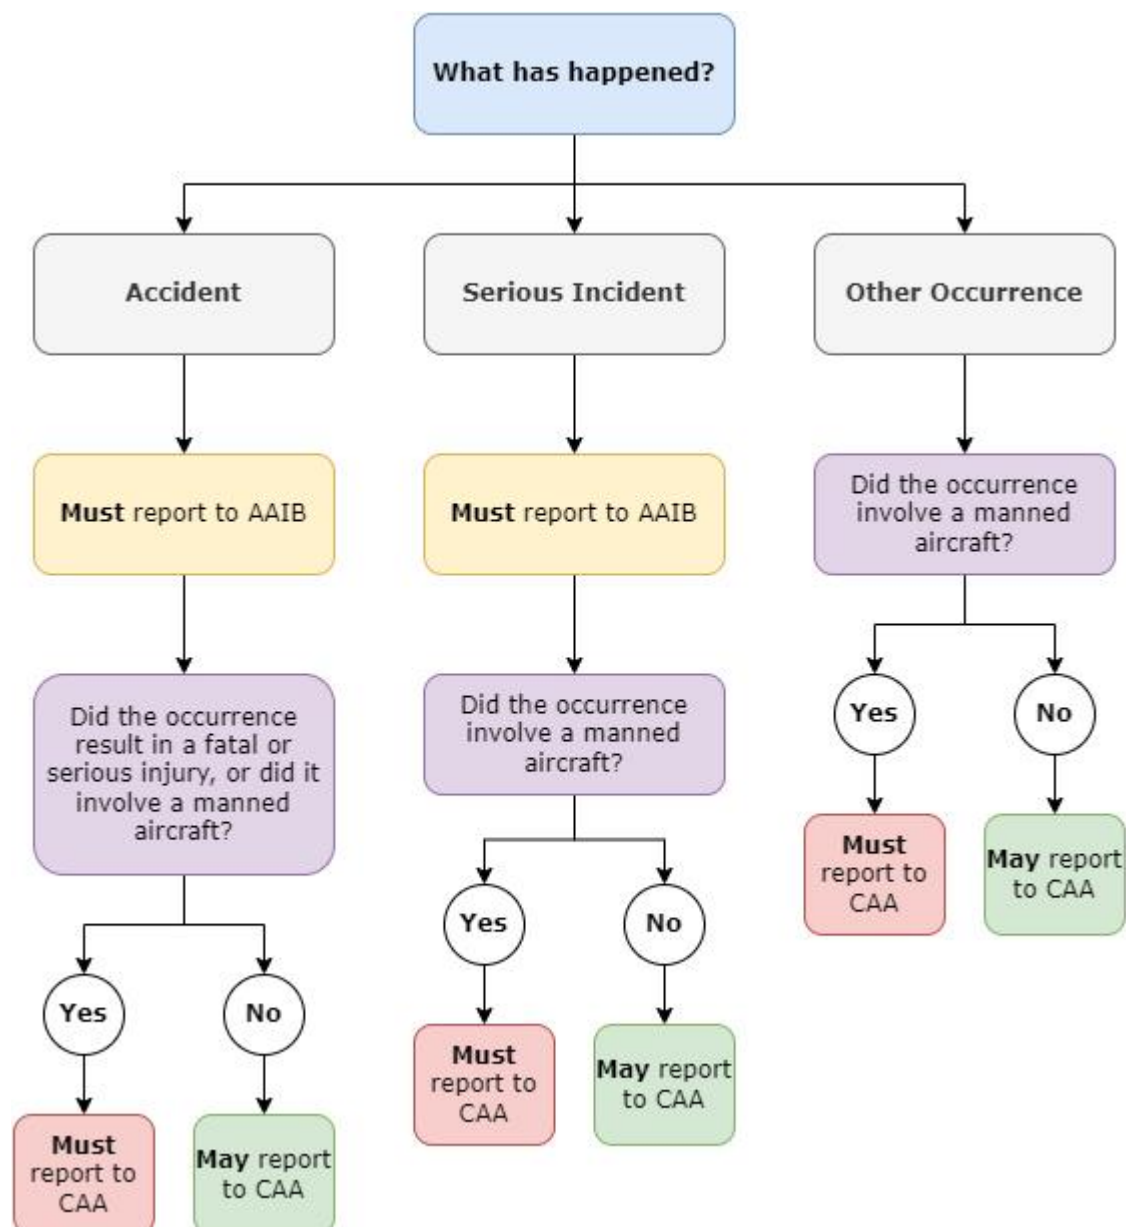 What has happened?
Accident
Serious Incident
Other Occurrence
Must report to AAIB
Must report to AAIB
Did the occurrence
involve a manned
aircraft?
Did the occurrence
result in a fatal or
serious injury, or did it
involve a manned
aircraft?
Did the occurrence
involve a manned
aircraft?
Yes
No
Must
report to
CAA
May report
to CAA
Yes
No
Must
report to
CAA
May report
to CAA
Yes
No
Must
report to
CAA
May report
to CAA